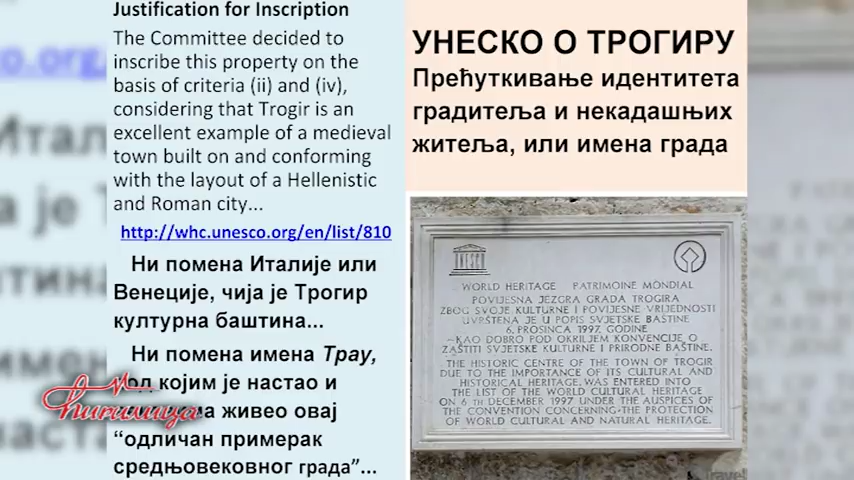 Justification for Inscription
The Committee decided to
inscribe this property on the
basis of criteria (ii) and (iv),
considering that Trogir is an
excellent example of a medieval
town built on and conforming
with the layout of a Hellenistic
and Roman city...
http://whc.unesco.org/en/list/810
Ни помена Италије или
Венеције, чија је Трогир
културна баштина...
Ни помена имена Трау,
којим је настао и
живео овај
“одличан примерак
средњовековног града”...
ћирилица
УНЕСКО О ТРОГИРУ
Прећуткивање идентитета
градитеља и некадашњих
житеља, или имена града
UNESCO
WORLD HERITAGE PATRIMOINE MONDIAL
POVIJESNA JEZGRA GRADA TROGIRA
ZBOG SVOJE KULTURNE I POVIJESNE VRIJEDNOSTI
UVRŠTENA JE U POPIS SVJETSKE BAŠTINE
6. PROSINCA 1997. GODINE
-KAO DOBRO POD OKRILJEM KONVENCIJE O
ZAŠTITI SVJETSKE KULTURNE I PRIRODNE BAŠTINE.
THE HISTORIC CENTRE OF THE TOWN OF TROGIR
DUE TO THE IMPORTANCE OF ITS CULTURAL AND
HISTORICAL HERITAGE, WAS ENTERED INTO
THE LIST OF THE WORLD CULTURAL HERITAGE
ON 6TH DECEMBER 1997 UNDER THE AUSPICES OF
THE CONVENTION CONCERNING THE PROTECTION
OF WORLD CULTURAL AND NATURAL HERITAGE.